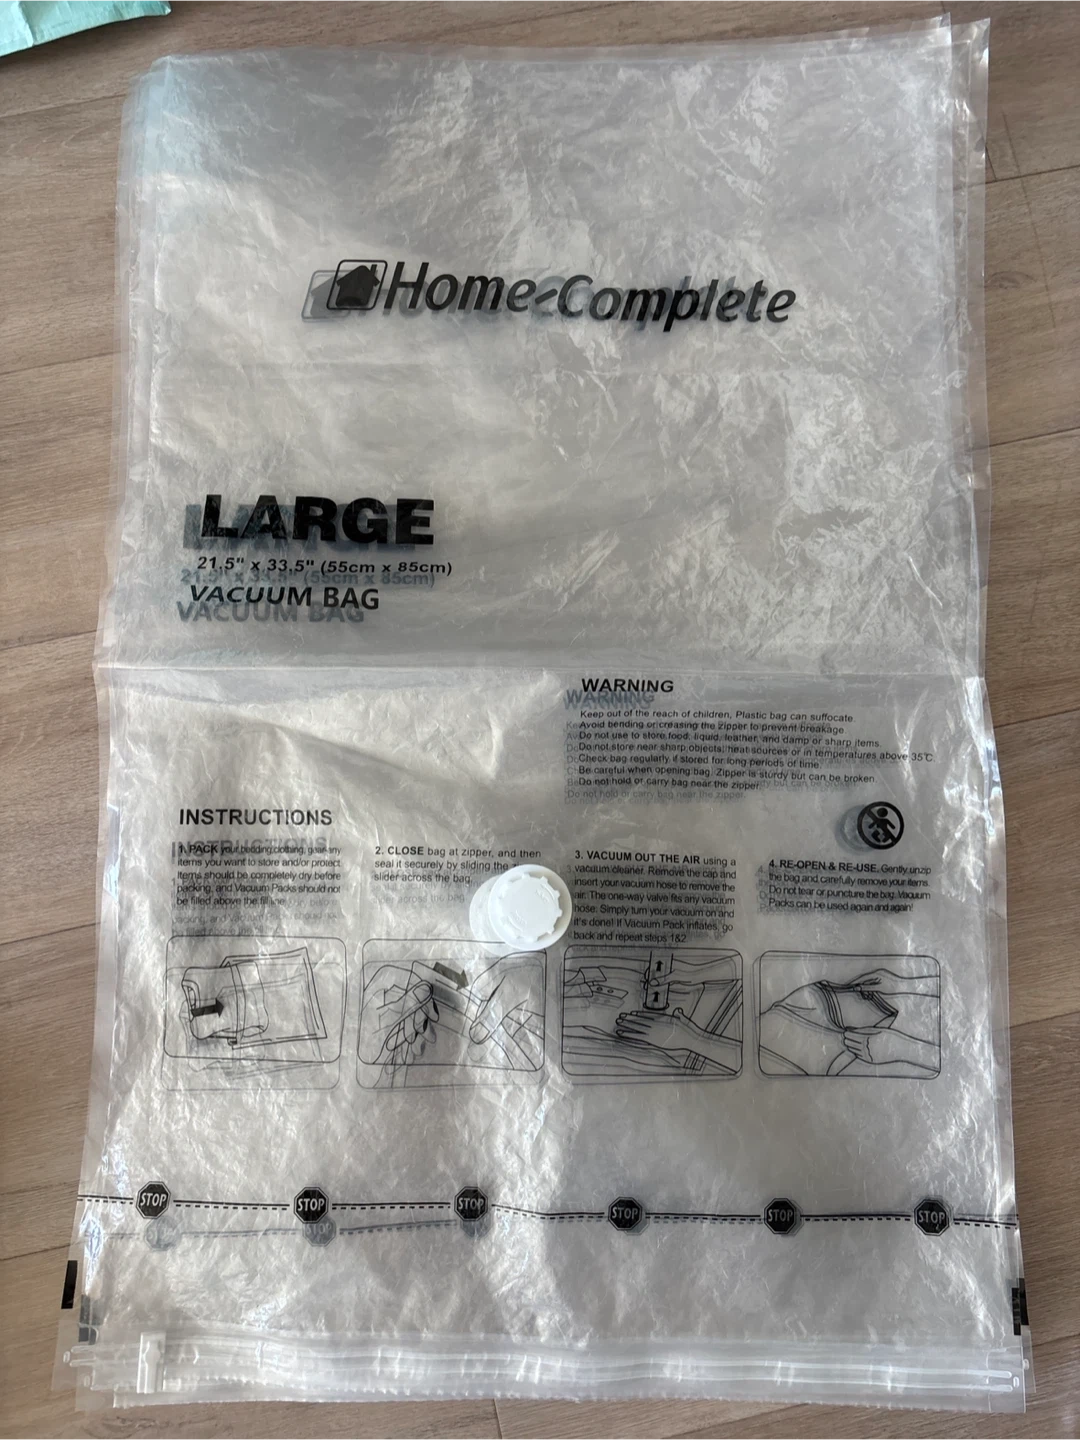 Home-Complete
LARGE
21.5" x 33.5" (55cm x 85cm)
VACUUM BAG
WARNING
Keep out of the reach of children, Plastic bag can suffocate.
Avoid bending or creasing the zipper to prevent breakage.
Do not use to store food, liquid, leather, and damp or sharp items.
Do not store near sharp objects, heat sources or in temperatures above 35°C.
Check bag regularly if stored for long periods of time.
Be careful when opening bag. Zipper is sturdy but can be broken.
Do not hold or carry bag near the zipper.
INSTRUCTIONS
1. PACK your bedding, clothing, gear-any
items you want to store and/or protect.
Items should be completely dry before
packing, and Vacuum Packs should not
be filled above the fill line.
2. CLOSE bag at zipper, and then
seal it securely by sliding the
slider across the bag.
3. VACUUM OUT THE AIR using a
vacuum cleaner. Remove the cap and
insert your vacuum hose to remove the
air. The one-way valve fits any vacuum
hose. Simply turn your vacuum on and
it's done! If Vacuum Pack inflates, go
back and repeat steps 1&2.
4. RE-OPEN & RE-USE. Gently unzip
the bag and carefully remove your items.
Do not tear or puncture the bag. Vacuum
Packs can be used again and again!
STOP STOP STOP STOP STOP STOP